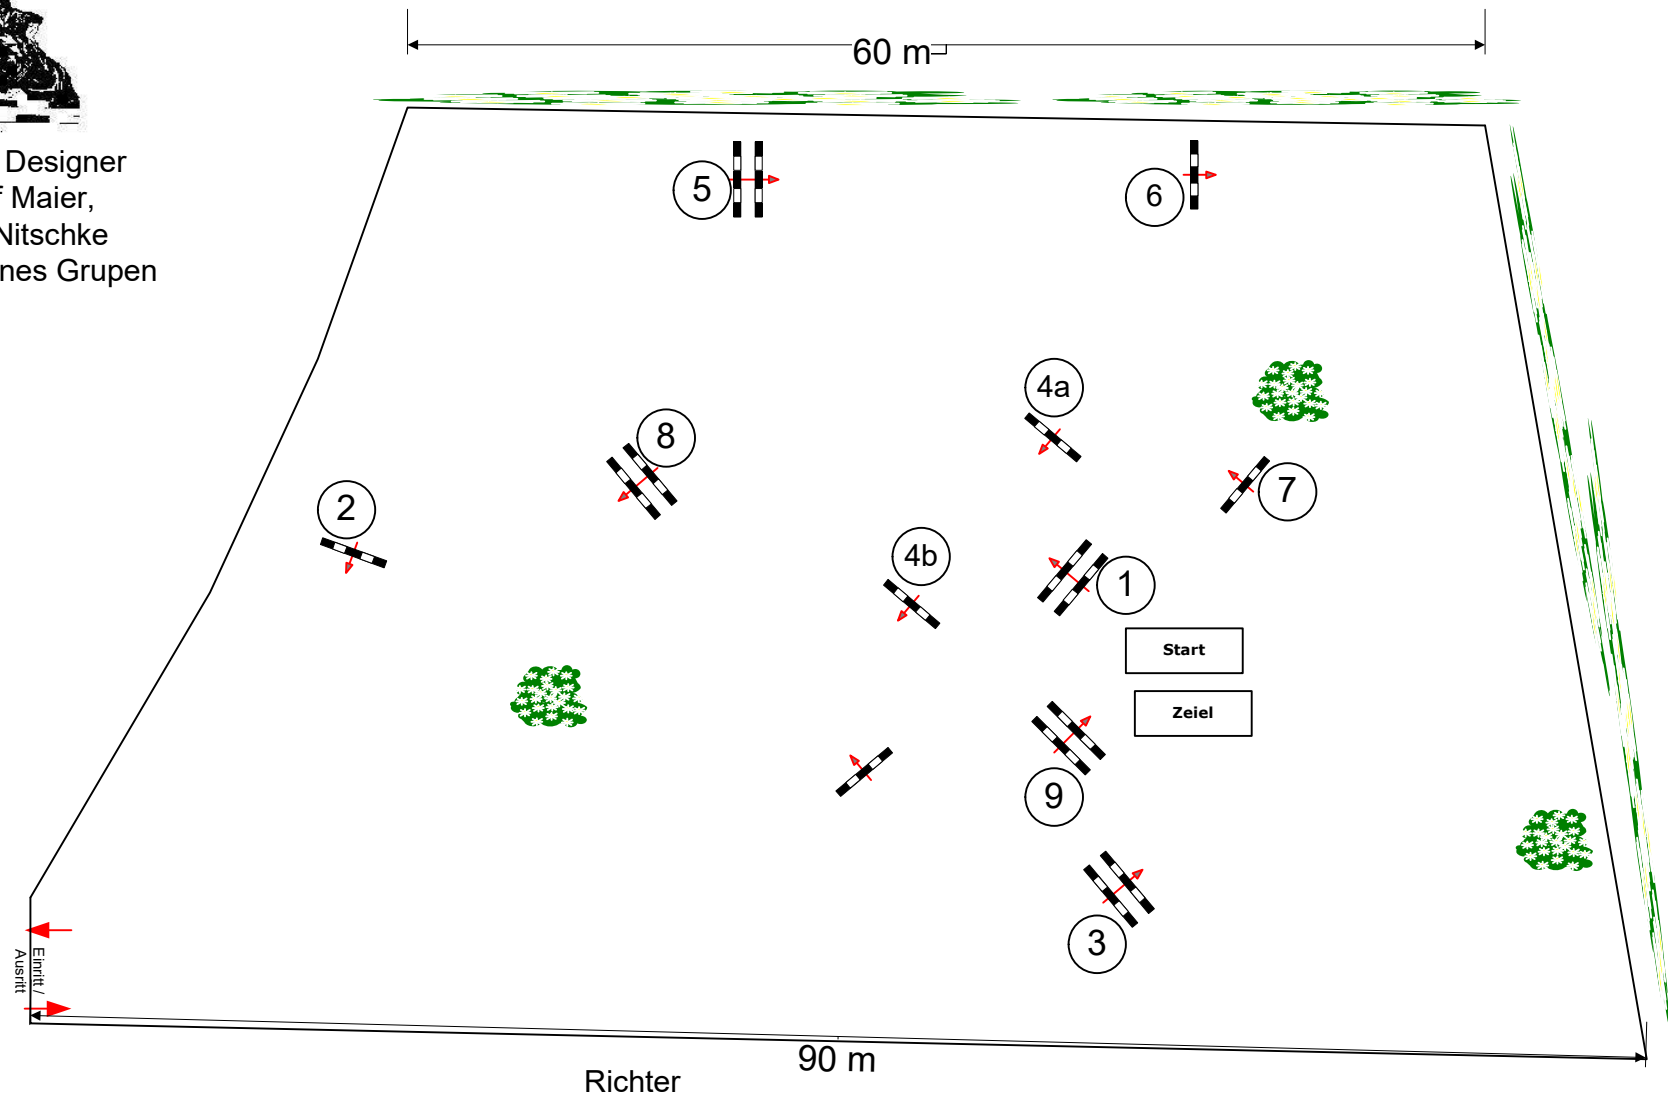 60 m
Designer
Maier,
Nitschke
Grupen
5
6
4a
8
7
2
4b
1
Start
Zeiel
9
3
Einritt /
Ausritt
90 m
Richter